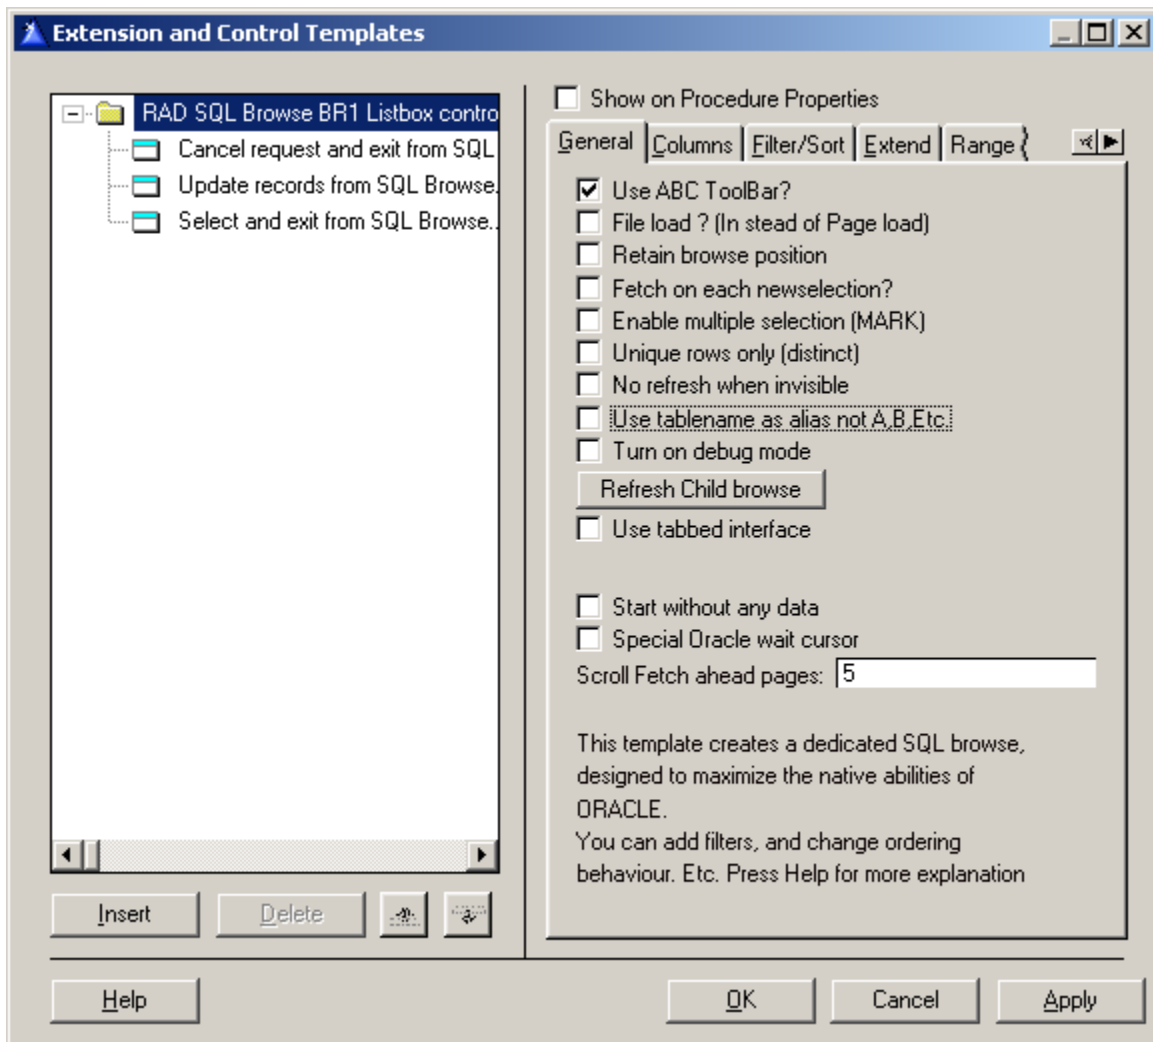 Extension and Control Templates
RAD SQL Browse BR1 Listbox contro
Cancel request and exit from SQL
Update records from SQL Browse.
Select and exit from SQL Browse..
Show on Procedure Properties
General Columns Filter/Sort Extend Range
Use ABC ToolBar?
File load ? (In stead of Page load)
Retain browse position
Fetch on each newselection?
Enable multiple selection (MARK)
Unique rows only (distinct)
No refresh when invisible
Use tablename as alias not A,B,Etc.
Turn on debug mode
Refresh Child browse
Use tabbed interface
Start without any data
Special Oracle wait cursor
Scroll Fetch ahead pages: 5
This template creates a dedicated SQL browse,
designed to maximize the native abilities of
ORACLE.
You can add filters, and change ordering
behaviour. Etc. Press Help for more explanation
Insert Delete
Help OK Cancel Apply